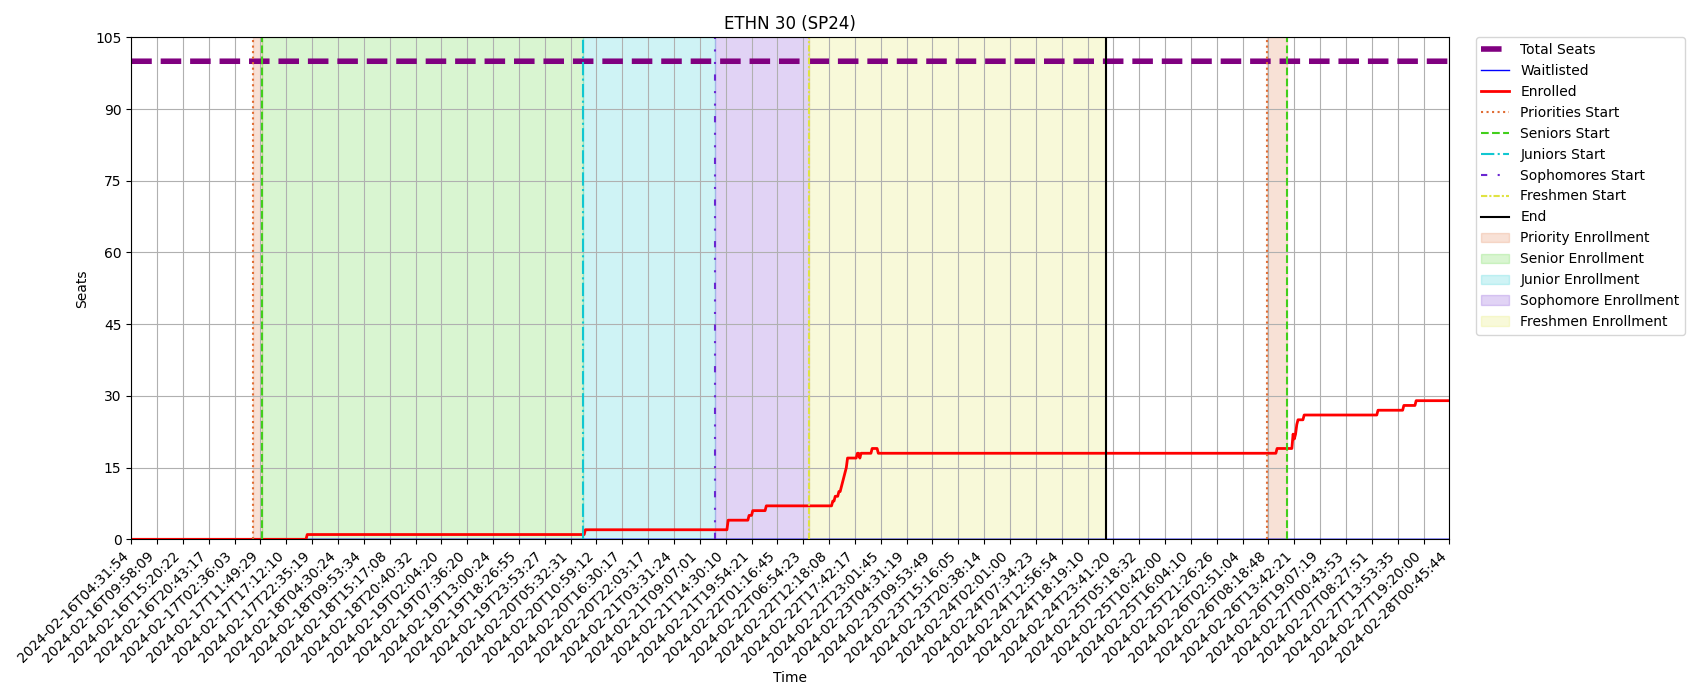 ETHN 30 (SP24)
105
90
75
60
45
30
15
0
Seats
2024-02-16T04:31:54
2024-02-16T09:58:09
2024-02-16T15:20:22
2024-02-16T20:43:17
2024-02-17T02:36:03
2024-02-17T11:49:29
2024-02-17T17:12:10
2024-02-17T22:35:19
2024-02-18T04:30:24
2024-02-18T09:53:34
2024-02-18T15:17:08
2024-02-18T20:40:32
2024-02-19T02:04:20
2024-02-19T07:36:20
2024-02-19T13:00:24
2024-02-19T18:26:55
2024-02-19T23:53:27
2024-02-20T05:32:31
2024-02-20T10:59:12
2024-02-20T16:30:17
2024-02-20T22:03:17
2024-02-21T03:31:24
2024-02-21T09:07:01
2024-02-21T14:30:10
2024-02-21T19:54:21
2024-02-22T01:16:45
2024-02-22T06:54:23
2024-02-22T12:18:08
2024-02-22T17:42:17
2024-02-22T23:01:45
2024-02-23T04:31:19
2024-02-23T09:53:49
2024-02-23T15:16:05
2024-02-23T20:38:14
2024-02-24T02:01:00
2024-02-24T07:34:23
2024-02-24T12:56:54
2024-02-24T18:19:10
2024-02-24T23:41:20
2024-02-25T05:18:32
2024-02-25T10:42:00
2024-02-25T16:04:10
2024-02-25T21:26:26
2024-02-26T02:51:04
2024-02-26T08:18:48
2024-02-26T13:42:21
2024-02-26T19:07:19
2024-02-27T00:43:53
2024-02-27T08:27:51
2024-02-27T13:53:35
2024-02-27T19:20:00
2024-02-28T00:45:44
Time
Total Seats
Waitlisted
Enrolled
Priorities Start
Seniors Start
Juniors Start
Sophomores Start
Freshmen Start
End
Priority Enrollment
Senior Enrollment
Junior Enrollment
Sophomore Enrollment
Freshmen Enrollment